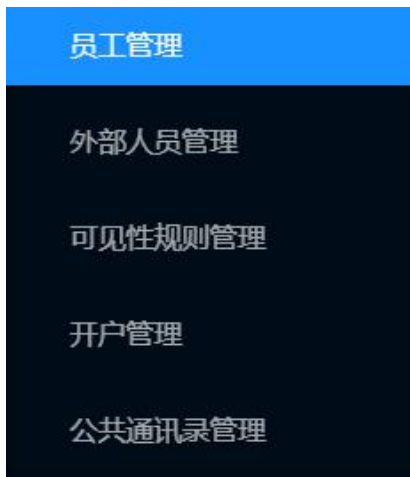 员工管理
外部人员管理
可见性规则管理
开户管理
公共通讯录管理